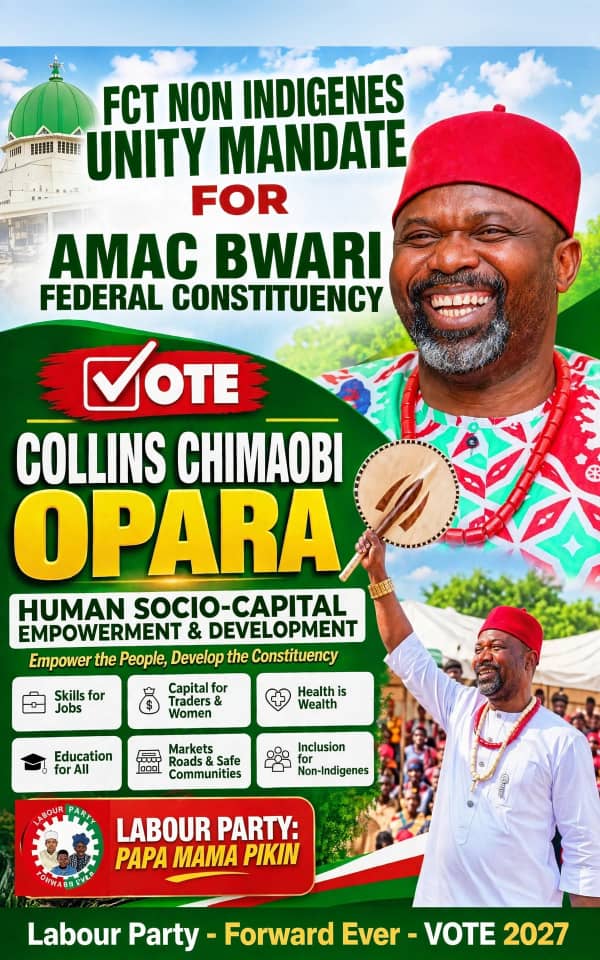 FCT NON INDIGENES
UNITY MANDATE
FOR
AMAC BWARI
FEDERAL CONSTITUENCY
VOTE
COLLINS CHIMAOBI
OPARA
HUMAN SOCIO-CAPITAL
EMPOWERMENT & DEVELOPMENT
Empower the People, Develop the Constituency
Skills for
Jobs
Capital for
Traders &
Women
Health is
Wealth
Education
for All
Markets
Roads & Safe
Communities
Inclusion
for
Non-Indigenes
LABOUR PARTY
FORWARD EVER
LABOUR PARTY:
PAPA MAMA PIKIN
Labour Party - Forward Ever - VOTE 2027